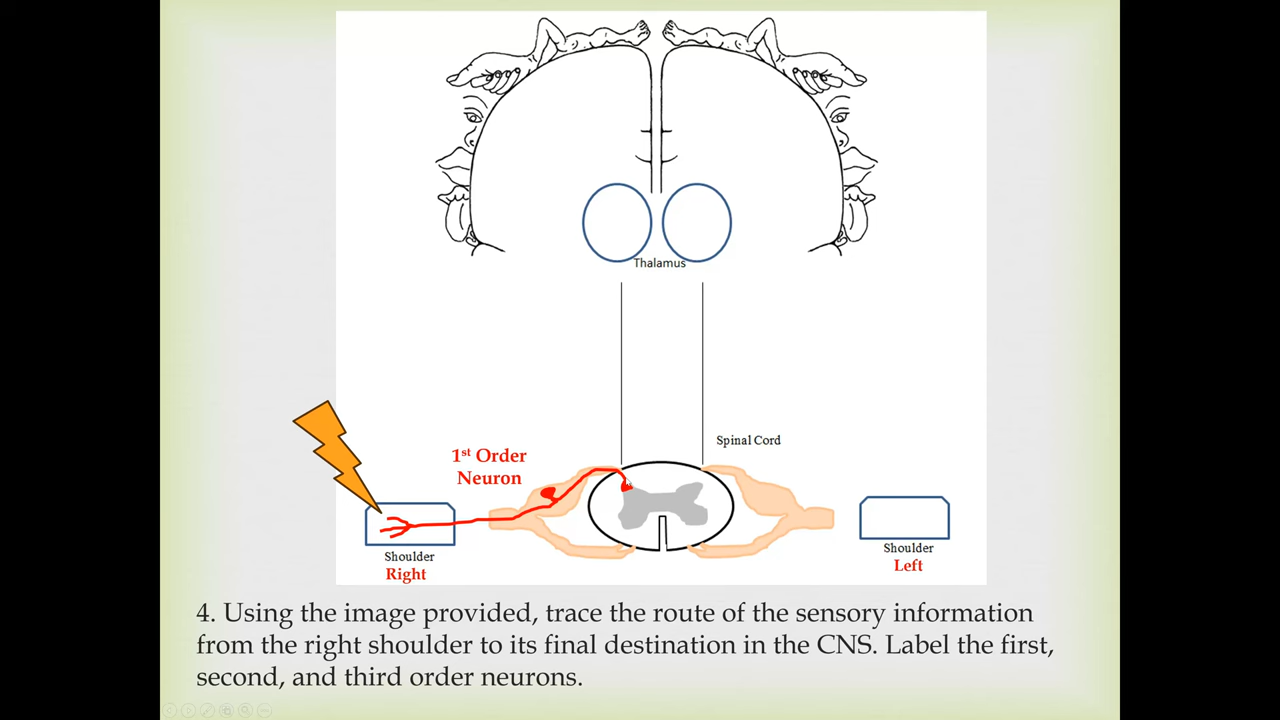 Thalamus
Spinal Cord
1st Order
Neuron
Shoulder
Right
Shoulder
Left
4. Using the image provided, trace the route of the sensory information
from the right shoulder to its final destination in the CNS. Label the first,
second, and third order neurons.